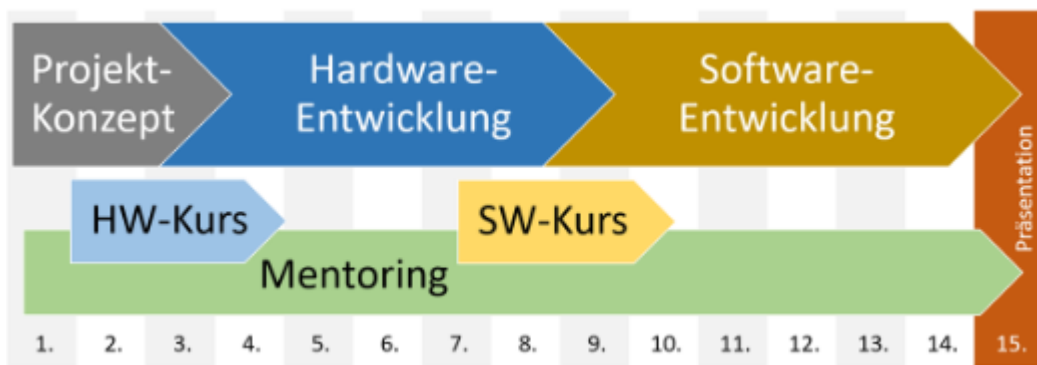 Projekt-
Konzept
Hardware-
Entwicklung
Software-
Entwicklung
Präsentation
HW-Kurs
SW-Kurs
Mentoring
1. 2. 3. 4. 5. 6. 7. 8. 9. 10. 11. 12. 13. 14. 15.